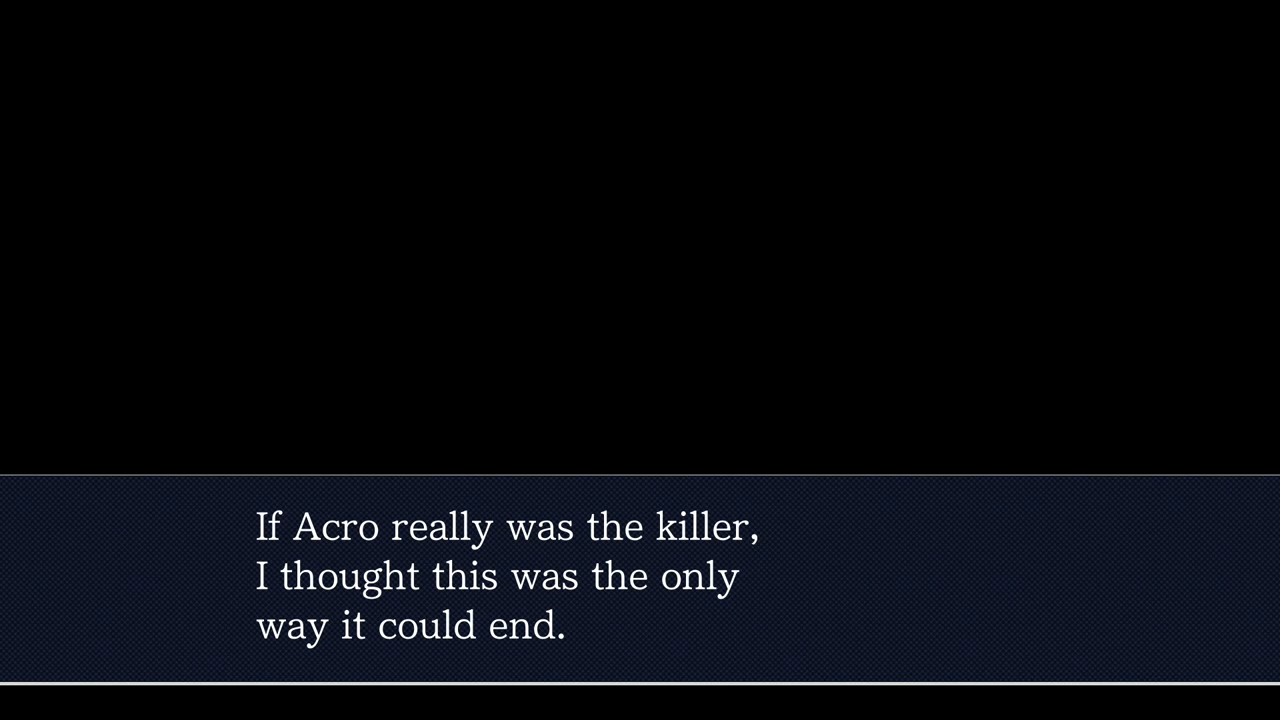 If Acro really was the killer,
I thought this was the only
way it could end.